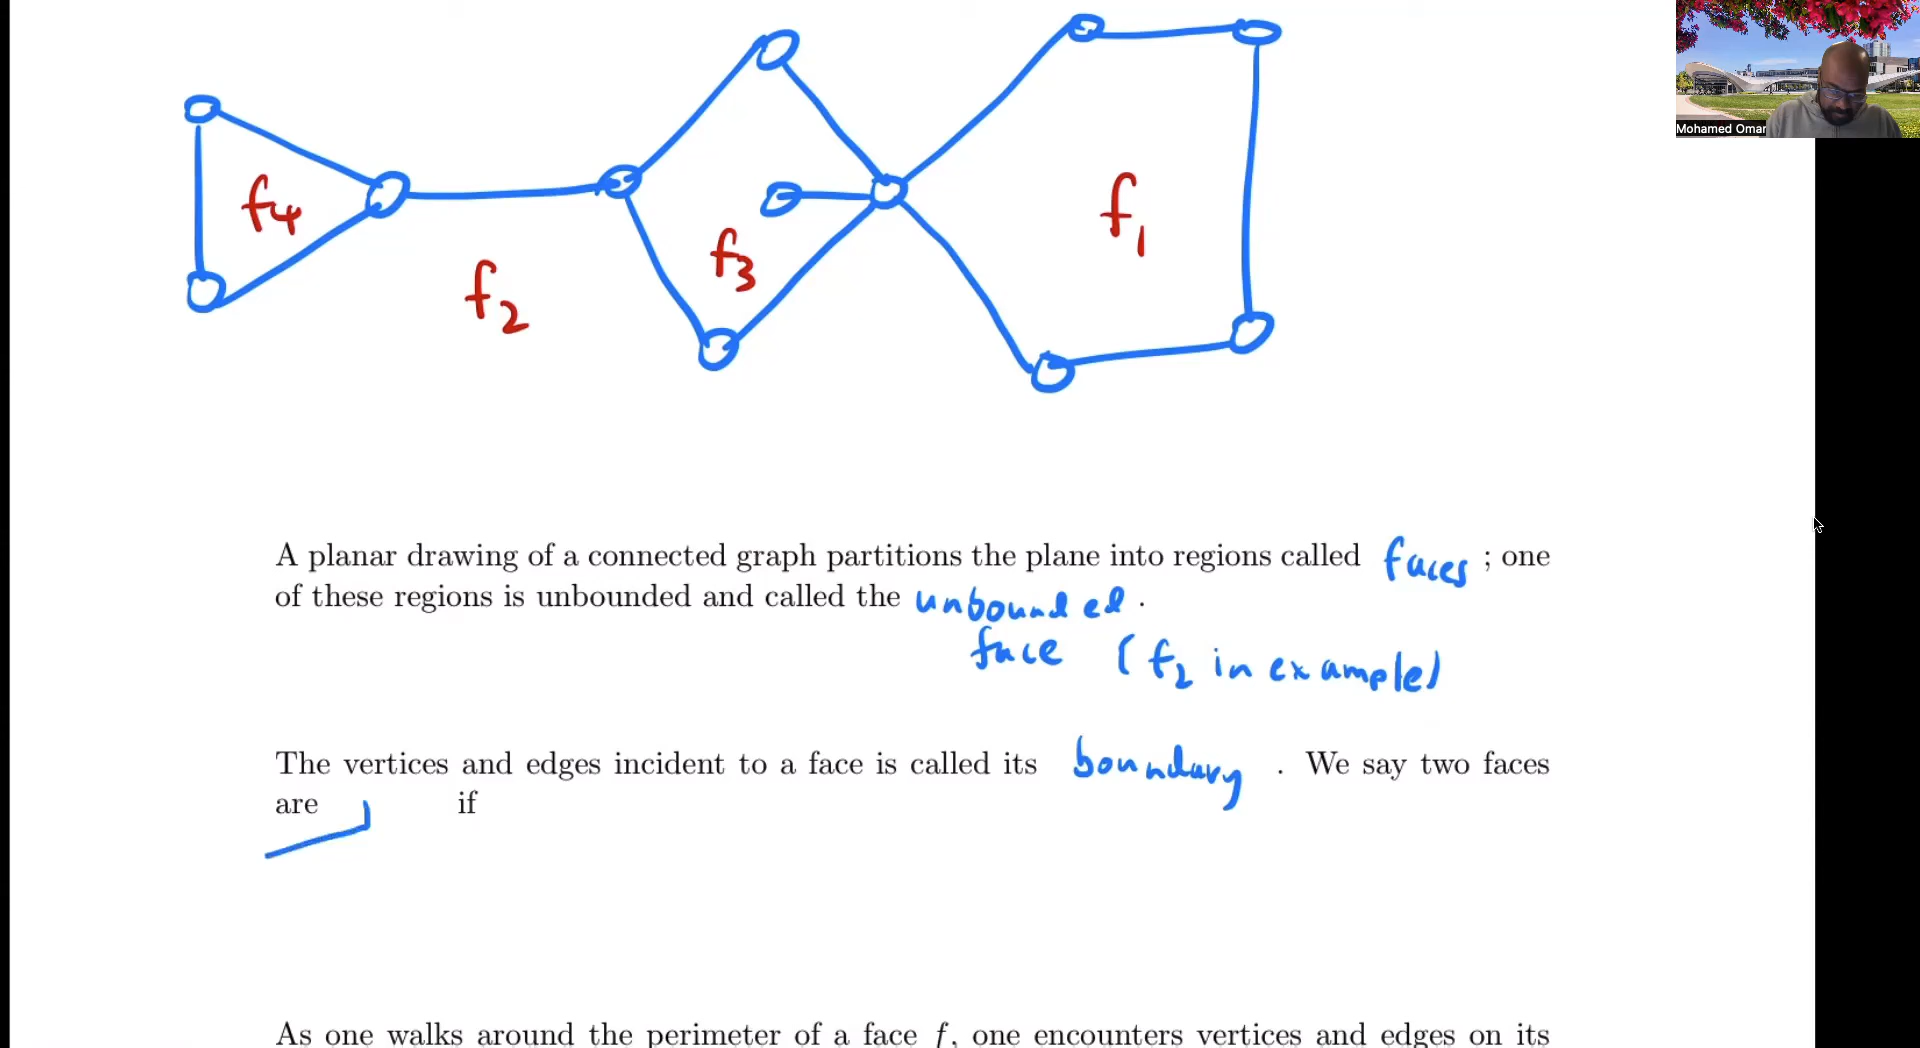 f4
f2
f3
f1
Mohamed Omar
A planar drawing of a connected graph partitions the plane into regions called faces ; one
of these regions is unbounded and called the unbounded .
face (f2 in example)
The vertices and edges incident to a face is called its boundary . We say two faces
are if
As one walks around the perimeter of a face f, one encounters vertices and edges on its